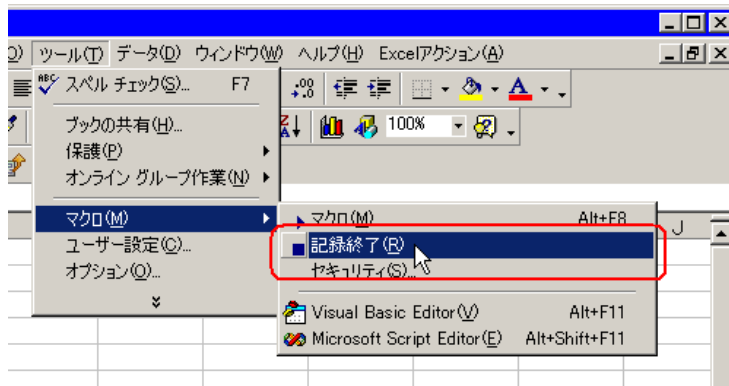 O) ツール(T) データ(D) ウィンドウ(W) ヘルプ(H) Excelアクション(A)
ABC スペル チェック(S)... F7
ブックの共有(H)... 100%
保護(P)
オンライン グループ作業(N)
マクロ(M) マクロ(M) Alt+F8 J
ユーザー設定(C)... 記録終了(R)
オプション(O)... セキュリティ(S)...
Visual Basic Editor(V) Alt+F11
Microsoft Script Editor(E) Alt+Shift+F11